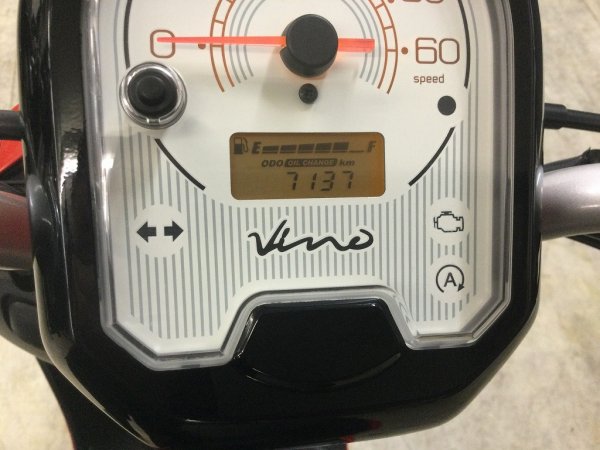 0
60
speed
E F
ODO OIL CHANGE km
7137
Vino
A